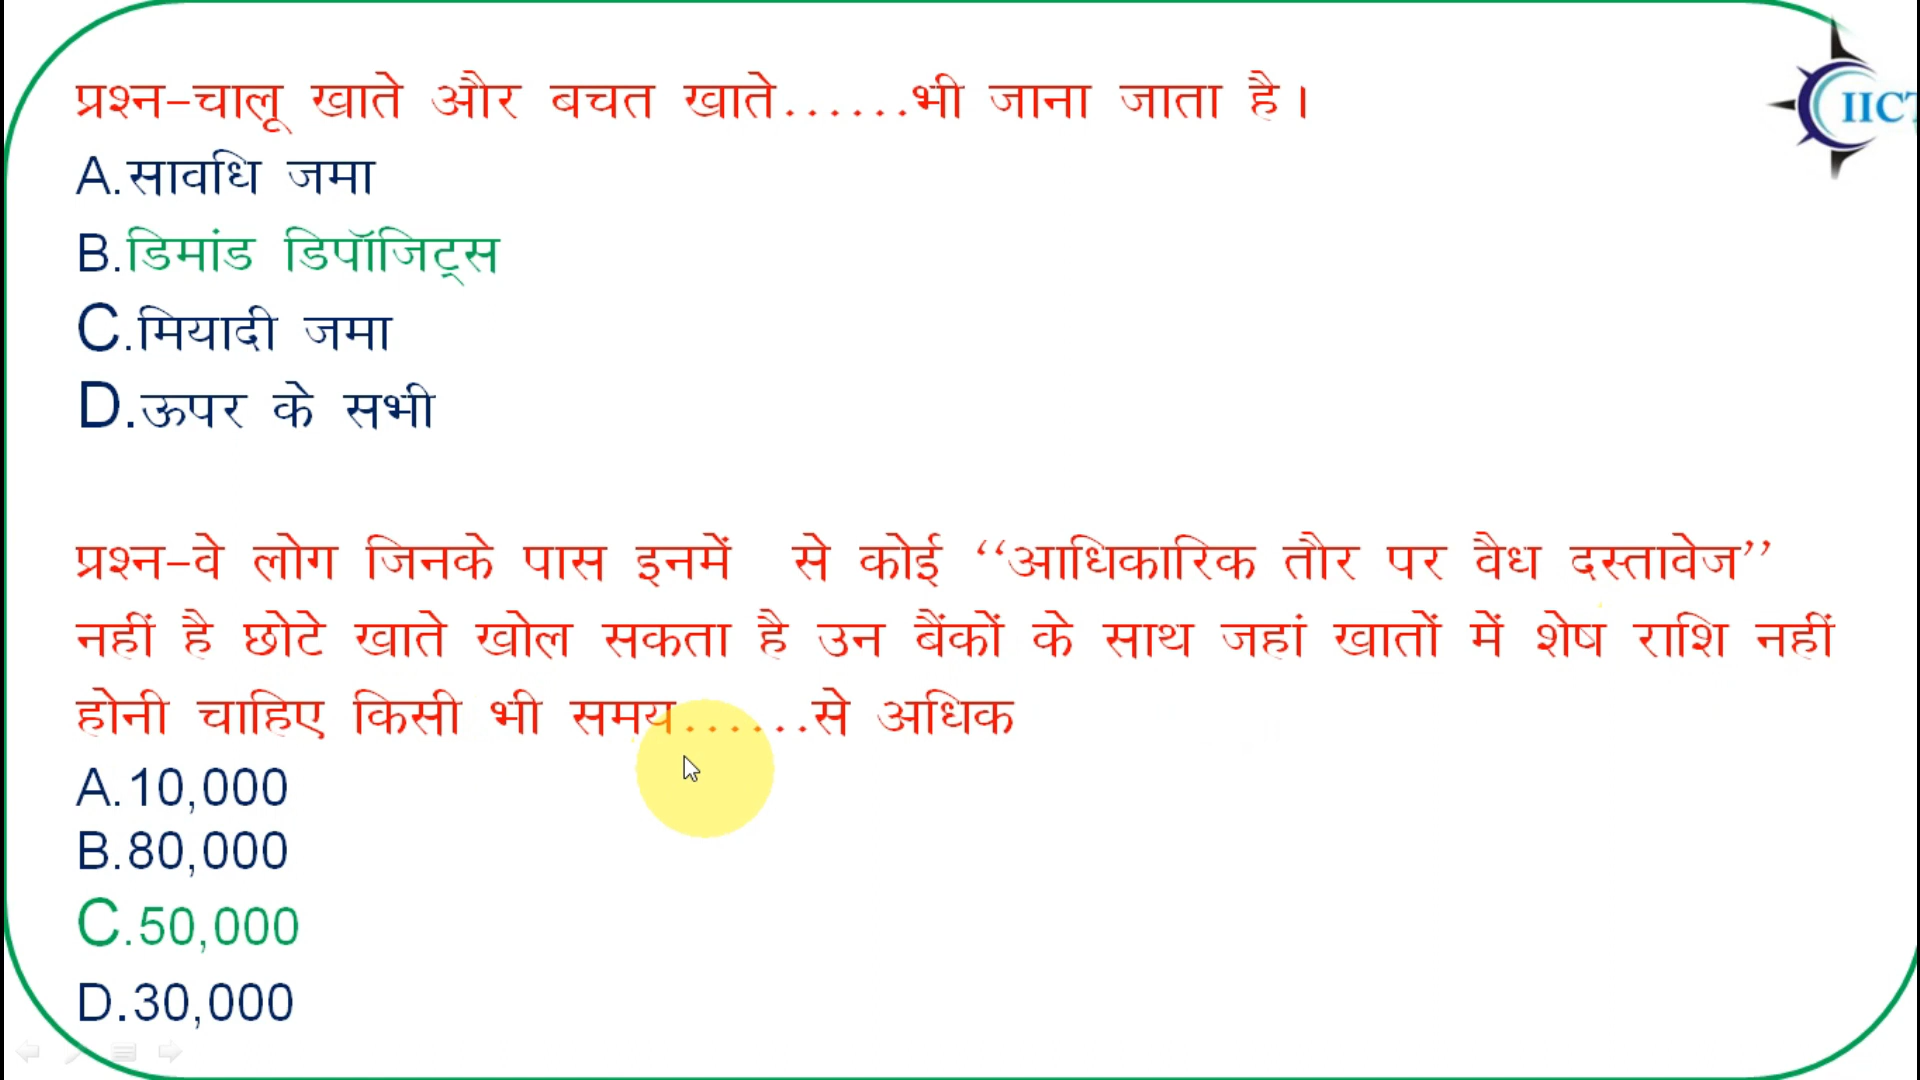 प्रश्न-चालू खाते और बचत खाते......भी जाना जाता है।
IICT
A.सावधि जमा
B.डिमांड डिपॉजिट्स
C.मियादी जमा
D.ऊपर के सभी
प्रश्न-वे लोग जिनके पास इनमें से कोई “आधिकारिक तौर पर वैध दस्तावेज”
नहीं है छोटे खाते खोल सकता है उन बैंकों के साथ जहां खातों में शेष राशि नहीं
होनी चाहिए किसी भी समय......से अधिक
A.10,000
B.80,000
C.50,000
D.30,000